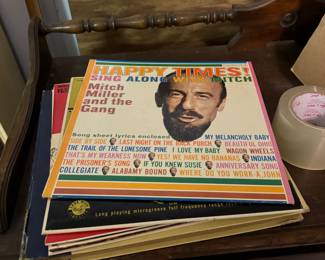 HAPPY TIMES!
SING ALONG WITH MITCH
Mitch
Miller
and the
Gang
Song sheet lyrics enclosed
MY MELANCHOLY BABY
SIDE BY SIDE LAST NIGHT ON THE BACK PORCH BEAUTIFUL OHIO
THE TRAIL OF THE LONESOME PINE I LOVE MY BABY WAGON WHEELS
THAT'S MY WEAKNESS NOW YES! WE HAVE NO BANANAS INDIANA
THE PRISONER'S SONG IF YOU KNEW SUSIE ANNIVERSARY SONG
COLLEGIATE ALABAMY BOUND WHERE DO YOU WORK A JOHN
Long playing microgroove full frequency range